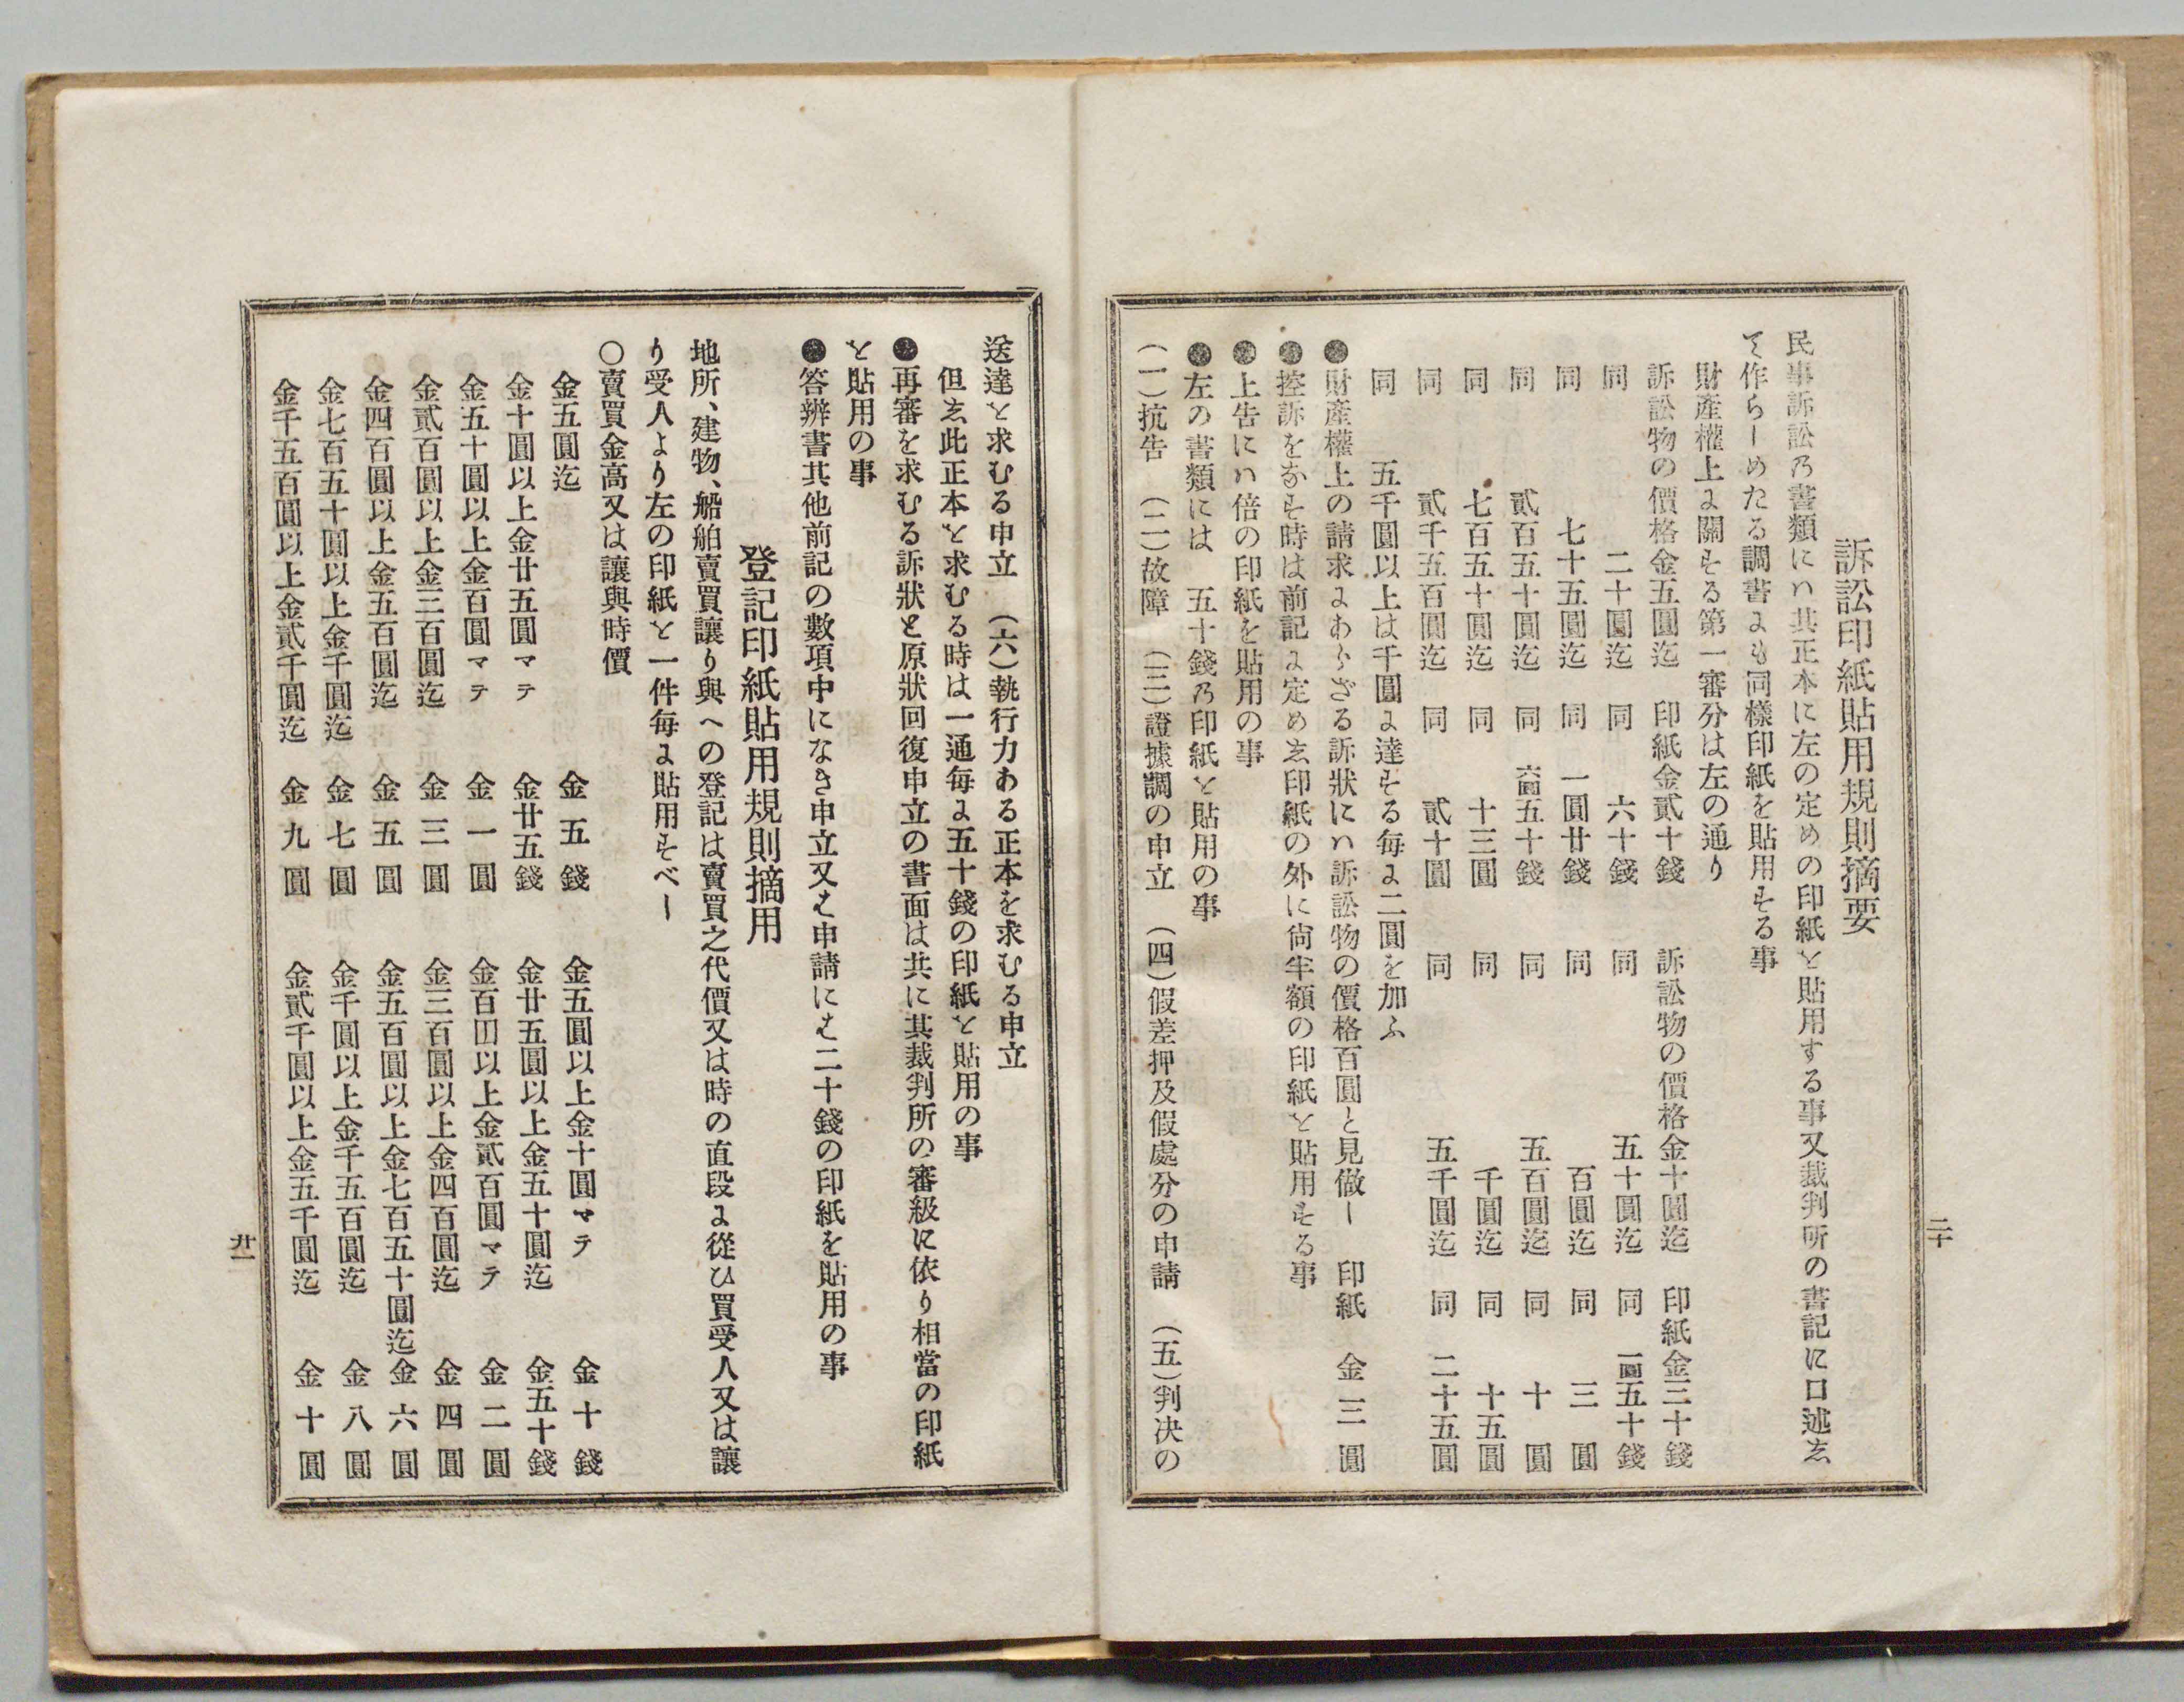 訴訟印紙貼用規則摘要
民事訴訟乃書類にハ其正本に左の定めの印紙と貼用する事又裁判所の書記に口述ゑ
て作らしめたる調書よも同樣印紙を貼用そる事
財産權上よ關そる第一審分は左の通り
訴訟物の價格金五圓迄 印紙金貳十錢 訴訟物の價格金十圓迄 印紙金三十錢
同 二十圓迄 同 六十錢 同 五十圓迄 同 一圓五十錢
同 七十五圓迄 同 一圓廿錢 同 百圓迄 同 三圓
同 貳百五十圓迄 同 六圓五十錢 同 五百圓迄 同 十圓
同 七百五十圓迄 同 十三圓 同 千圓迄 同 十五圓
同 貳千五百圓迄 同 貳十圓 同 五千圓迄 同 二十五圓
同 五千圓以上は千圓よ達そる毎よ二圓を加ふ
●財産權上の請求よあらざる訴狀にハ訴訟物の價格百圓と見做し 印紙 金三圓
●控訴をなそ時は前記よ定めゑ印紙の外に尙半額の印紙と貼用そる事
●上告にハ倍の印紙を貼用の事
●左の書類には 五十錢乃印紙と貼用の事
(一)抗告 (二)故障 (三)證據調の申立 (四)假差押及假處分の申請 (五)判决の
二十
送達と求むる申立 (六)執行力ある正本を求むる申立
但ゑ此正本と求むる時は一通毎よ五十錢の印紙と貼用の事
●再審を求むる訴狀と原狀回復申立の書面は共に其裁判所の審級に依り相當の印紙
と貼用の事
●答辨書其他前記の數項中になき申立又は申請には二十錢の印紙を貼用の事
登記印紙貼用規則摘用
地所、建物、船舶賣買讓り與への登記は賣買之代價又は時の直段よ從ひ買受人又は讓
り受人より左の印紙と一件毎よ貼用そべし
○賣買金高又は讓與時價
金五圓迄 金五錢 金五圓以上金十圓マテ 金十錢
金十圓以上金廿五圓マテ 金廿五錢 金廿五圓以上金五十圓迄 金五十錢
金五十圓以上金百圓マテ 金一圓 金百囬以上金貳百圓マテ 金二圓
金貳百圓以上金三百圓迄 金三圓 金三百圓以上金四百圓迄 金四圓
金四百圓以上金五百圓迄 金五圓 金五百圓以上金七百五十圓迄 金六圓
金七百五十圓以上金千圓迄 金七圓 金千圓以上金千五百圓迄 金八圓
金千五百圓以上金貳千圓迄 金九圓 金貳千圓以上金五千圓迄 金十圓
廿一